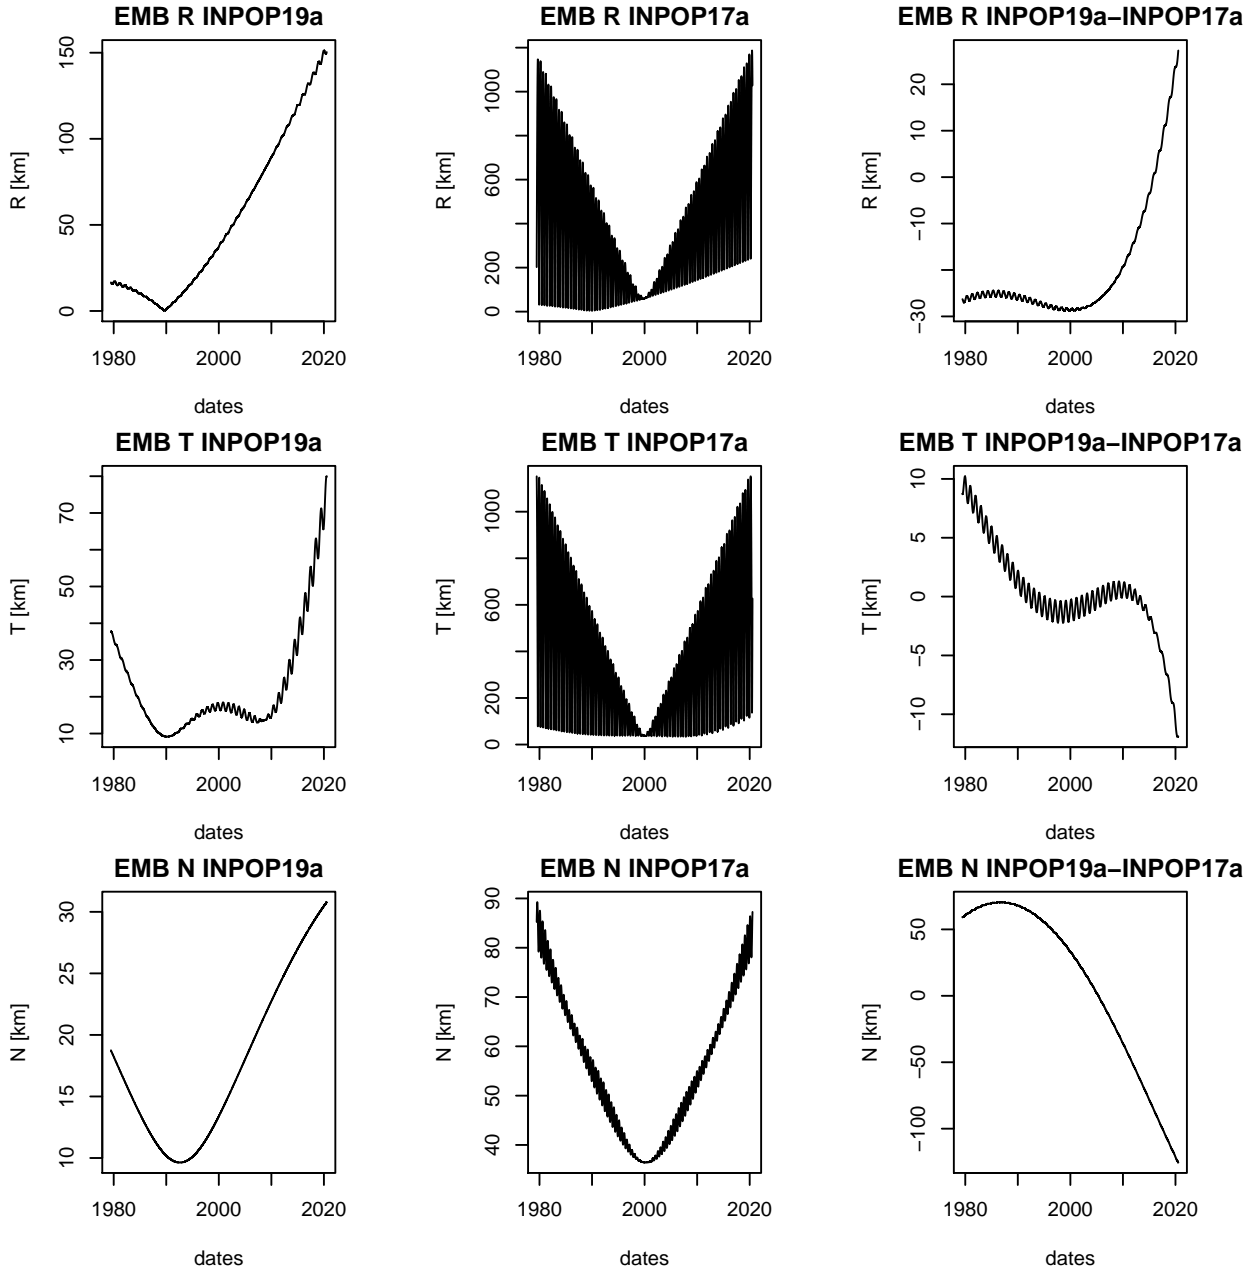 EMB R INPOP19a
EMB R INPOP17a
EMB R INPOP19a−INPOP17a
R [km]
0
50
100
150
1980
2000
2020
dates
R [km]
0
200
600
1000
1980
2000
2020
dates
R [km]
−30
−10
0
10
20
1980
2000
2020
dates
EMB T INPOP19a
EMB T INPOP17a
EMB T INPOP19a−INPOP17a
T [km]
10
30
50
70
1980
2000
2020
dates
T [km]
0
200
600
1000
1980
2000
2020
dates
T [km]
−10
−5
0
5
10
1980
2000
2020
dates
EMB N INPOP19a
EMB N INPOP17a
EMB N INPOP19a−INPOP17a
N [km]
10
15
20
25
30
1980
2000
2020
dates
N [km]
40
50
60
70
80
90
1980
2000
2020
dates
N [km]
−100
−50
0
50
1980
2000
2020
dates